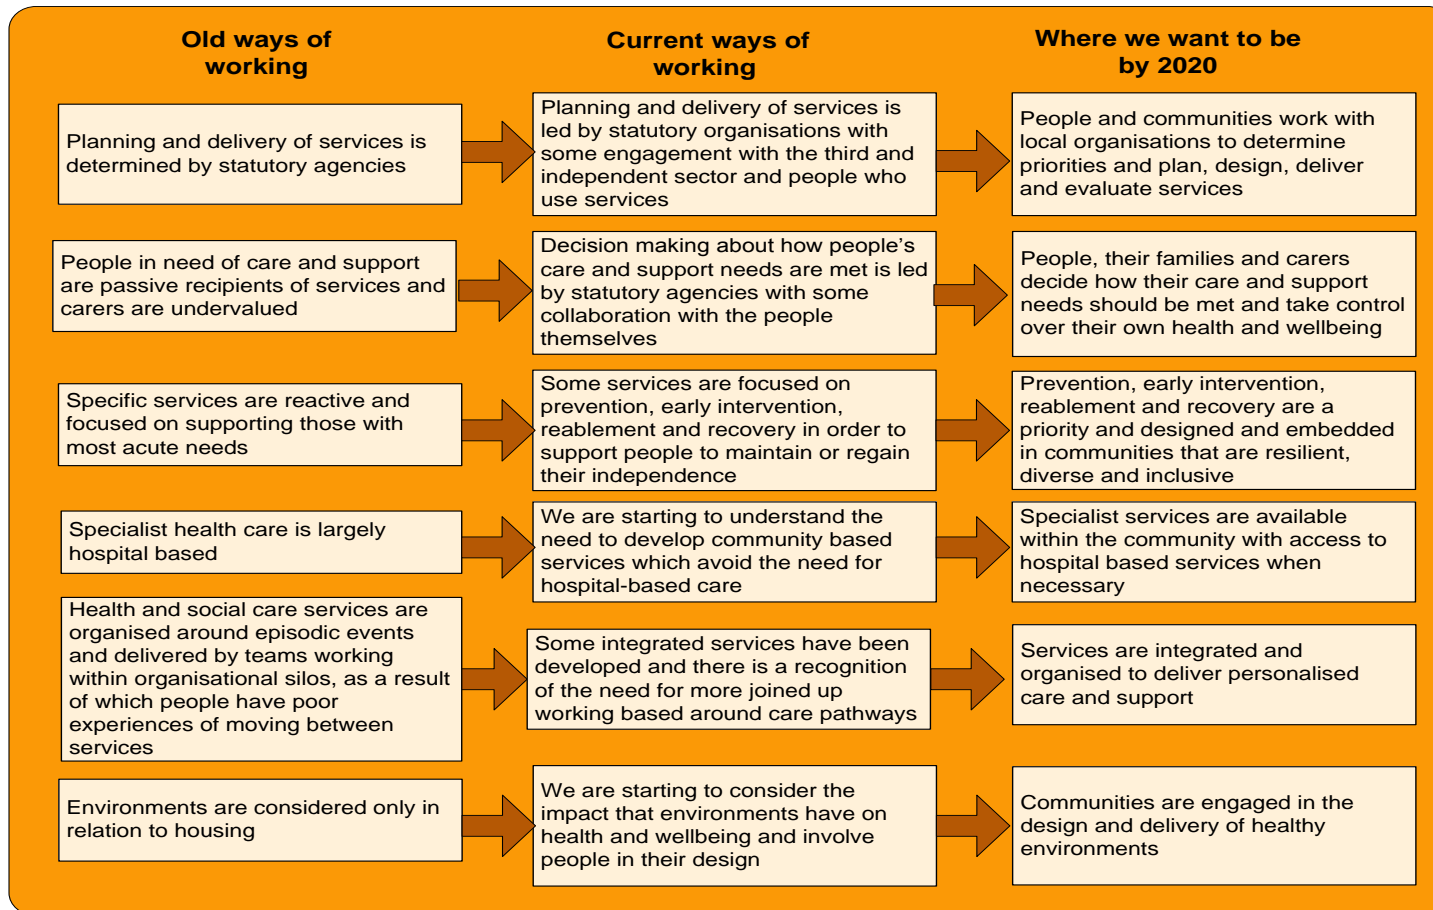 Old ways of
working
Current ways of
working
Where we want to be
by 2020
Planning and delivery of services is
determined by statutory agencies
Planning and delivery of services is
led by statutory organisations with
some engagement with the third and
independent sector and people who
use services
People and communities work with
local organisations to determine
priorities and plan, design, deliver
and evaluate services
People in need of care and support
are passive recipients of services and
carers are undervalued
Decision making about how people’s
care and support needs are met is led
by statutory agencies with some
collaboration with the people
themselves
People, their families and carers
decide how their care and support
needs should be met and take control
over their own health and wellbeing
Specific services are reactive and
focused on supporting those with
most acute needs
Some services are focused on
prevention, early intervention,
reablement and recovery in order to
support people to maintain or regain
their independence
Prevention, early intervention,
reablement and recovery are a
priority and designed and embedded
in communities that are resilient,
diverse and inclusive
Specialist health care is largely
hospital based
We are starting to understand the
need to develop community based
services which avoid the need for
hospital-based care
Specialist services are available
within the community with access to
hospital based services when
necessary
Health and social care services are
organised around episodic events
and delivered by teams working
within organisational silos, as a result
of which people have poor
experiences of moving between
services
Some integrated services have been
developed and there is a recognition
of the need for more joined up
working based around care pathways
Services are integrated and
organised to deliver personalised
care and support
Environments are considered only in
relation to housing
We are starting to consider the
impact that environments have on
health and wellbeing and involve
people in their design
Communities are engaged in the
design and delivery of healthy
environments